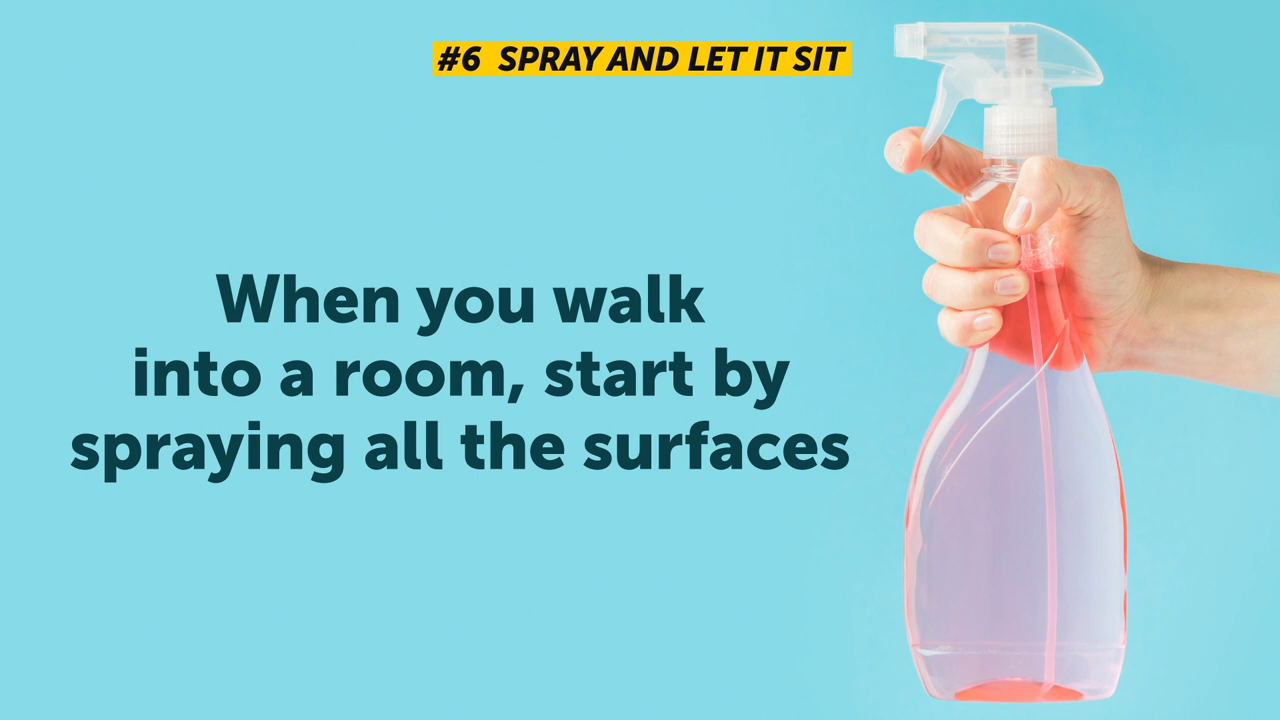 #6 SPRAY AND LET IT SIT
When you walk
into a room, start by
spraying all the surfaces